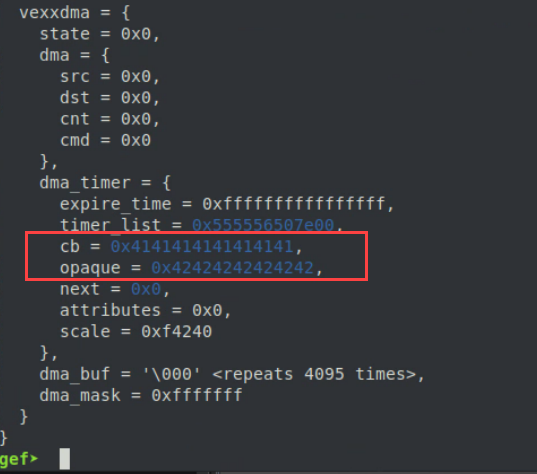 vexxdma = {
state = 0x0,
dma = {
src = 0x0,
dst = 0x0,
cnt = 0x0,
cmd = 0x0
},
dma_timer = {
expire_time = 0xffffffffffffffff,
timer_list = 0x555556507e00,
cb = 0x4141414141414141,
opaque = 0x42424242424242,
next = 0x0,
attributes = 0x0,
scale = 0xf4240
},
dma_buf = '\000' <repeats 4095 times>,
dma_mask = 0xfffffff
}
}
gef➤